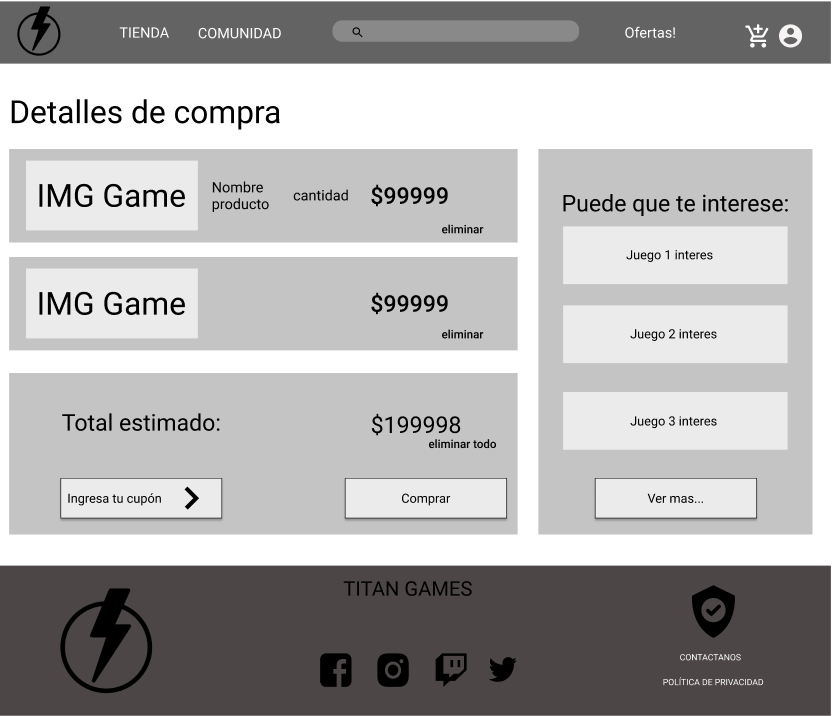 TIENDA
COMUNIDAD
Ofertas!
Detalles de compra
IMG Game
Nombre
producto
cantidad
$99999
eliminar
IMG Game
$99999
eliminar
Total estimado:
$199998
eliminar todo
Ingresa tu cupón
Comprar
Puede que te interese:
Juego 1 interes
Juego 2 interes
Juego 3 interes
Ver mas...
TITAN GAMES
CONTACTANOS
POLÍTICA DE PRIVACIDAD